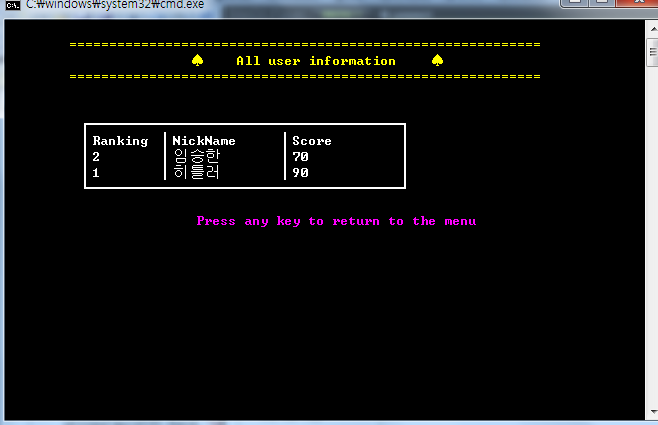 C:₩windows₩system32₩cmd.exe
======================================================
♠ All user information ♠
======================================================
Ranking NickName Score
2 임승한 70
1 히틀러 90
Press any key to return to the menu